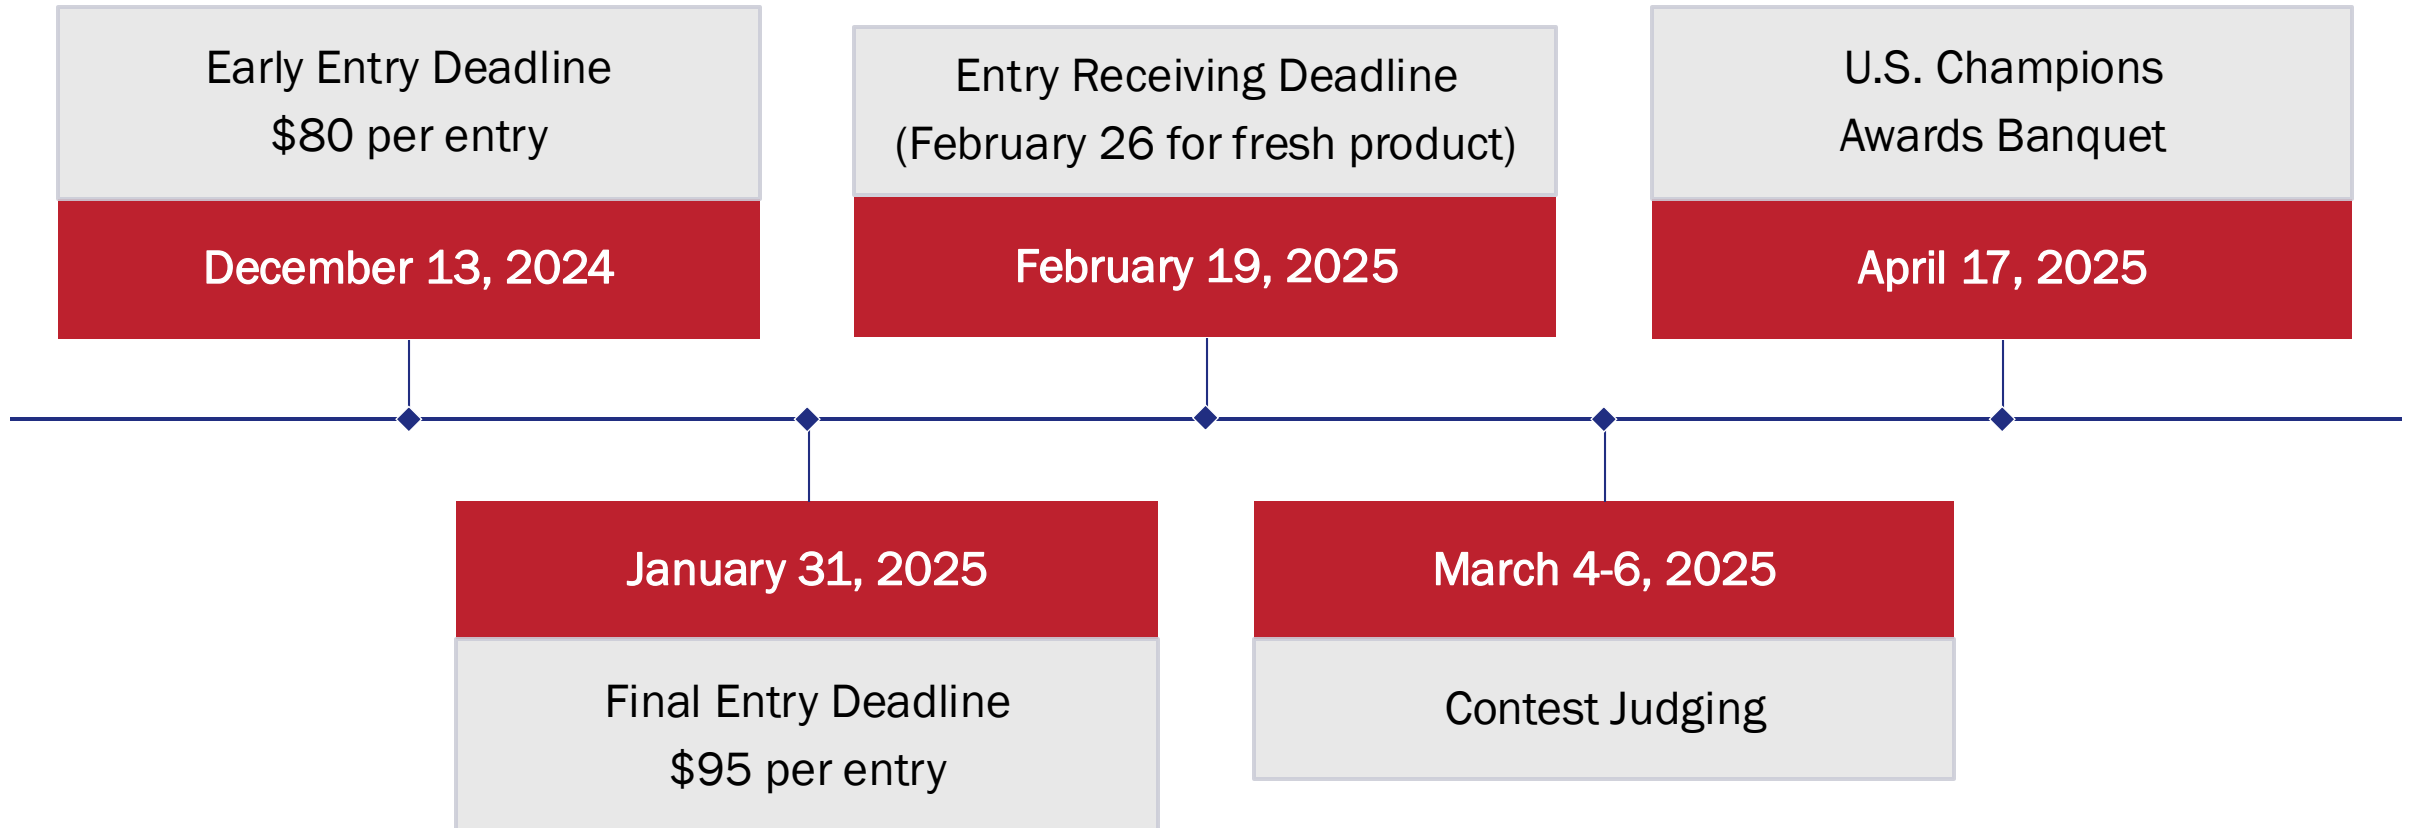 Early Entry Deadline
$80 per entry
December 13, 2024
January 31, 2025
Final Entry Deadline
$95 per entry
Entry Receiving Deadline
(February 26 for fresh product)
February 19, 2025
March 4-6, 2025
Contest Judging
U.S. Champions
Awards Banquet
April 17, 2025